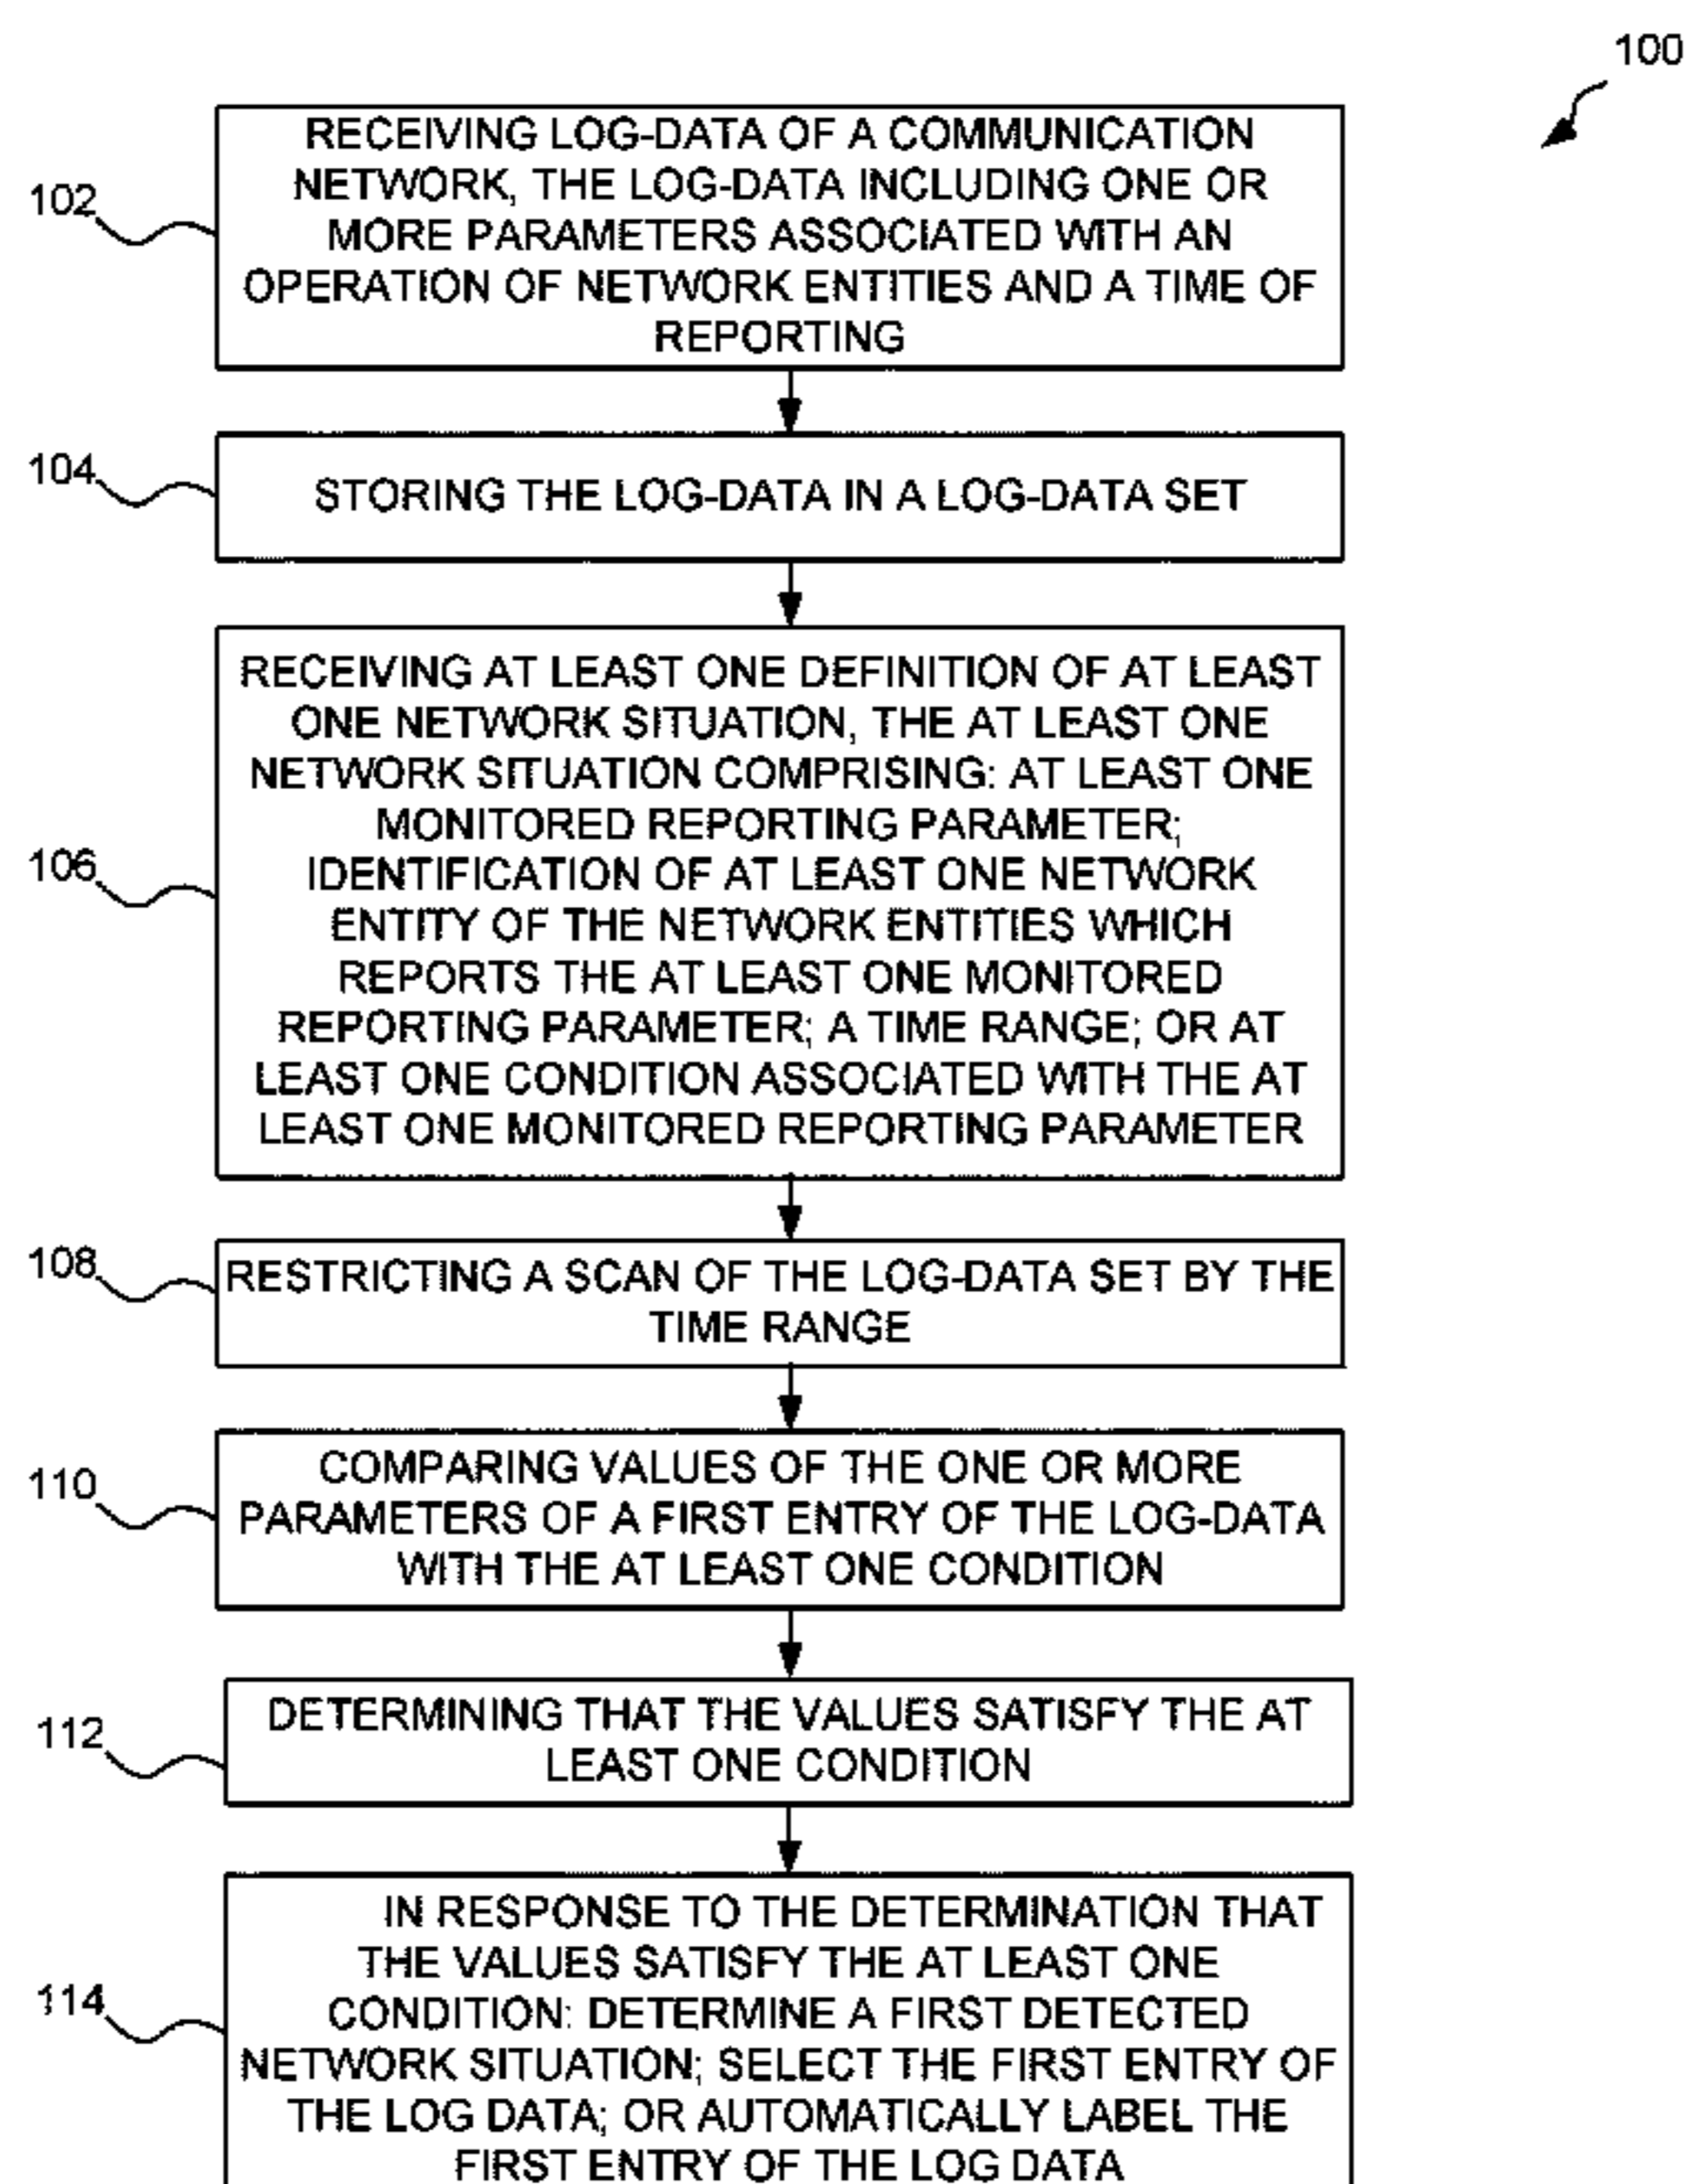 100
RECEIVING LOG-DATA OF A COMMUNICATION
NETWORK, THE LOG-DATA INCLUDING ONE OR
MORE PARAMETERS ASSOCIATED WITH AN
OPERATION OF NETWORK ENTITIES AND A TIME OF
REPORTING
102
104
STORING THE LOG-DATA IN A LOG-DATA SET
RECEIVING AT LEAST ONE DEFINITION OF AT LEAST
ONE NETWORK SITUATION, THE AT LEAST ONE
NETWORK SITUATION COMPRISING: AT LEAST ONE
MONITORED REPORTING PARAMETER;
IDENTIFICATION OF AT LEAST ONE NETWORK
ENTITY OF THE NETWORK ENTITIES WHICH
REPORTS THE AT LEAST ONE MONITORED
REPORTING PARAMETER; A TIME RANGE; OR AT
LEAST ONE CONDITION ASSOCIATED WITH THE AT
LEAST ONE MONITORED REPORTING PARAMETER
106
108
RESTRICTING A SCAN OF THE LOG-DATA SET BY THE
TIME RANGE
110
COMPARING VALUES OF THE ONE OR MORE
PARAMETERS OF A FIRST ENTRY OF THE LOG-DATA
WITH THE AT LEAST ONE CONDITION
112
DETERMINING THAT THE VALUES SATISFY THE AT
LEAST ONE CONDITION
114
IN RESPONSE TO THE DETERMINATION THAT
THE VALUES SATISFY THE AT LEAST ONE
CONDITION: DETERMINE A FIRST DETECTED
NETWORK SITUATION; SELECT THE FIRST ENTRY OF
THE LOG DATA; OR AUTOMATICALLY LABEL THE
FIRST ENTRY OF THE LOG DATA